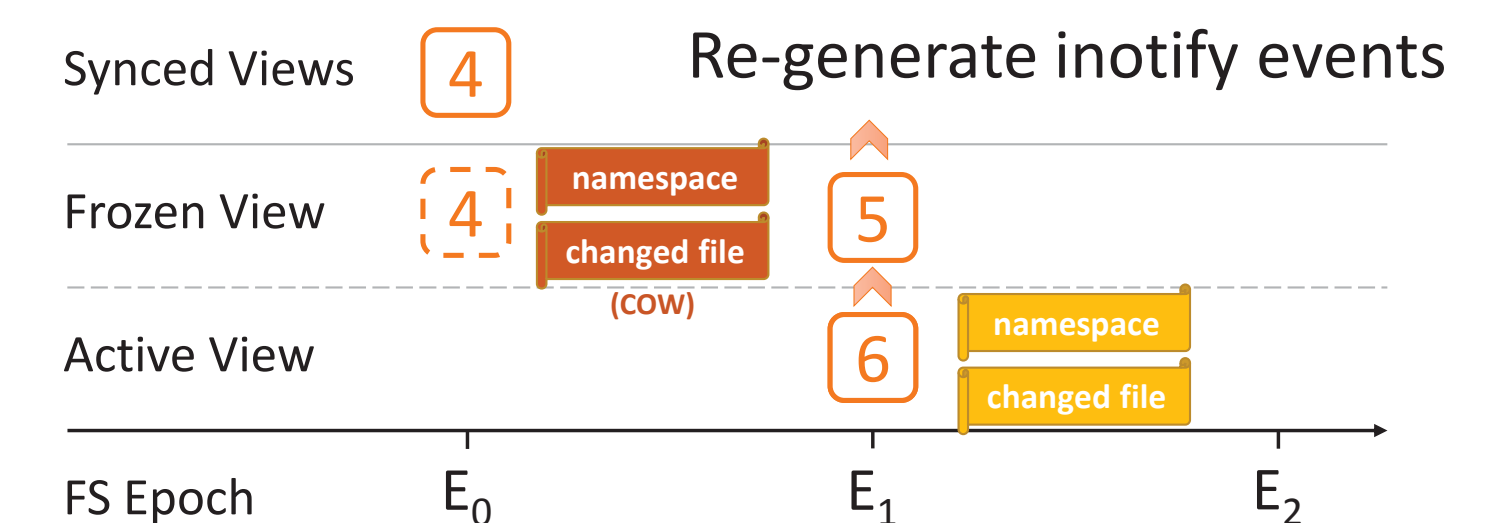 Synced Views
4
Re-generate inotify events
Frozen View
4
namespace
changed file
(COW)
5
Active View
6
namespace
changed file
FS Epoch
E₀
E₁
E₂